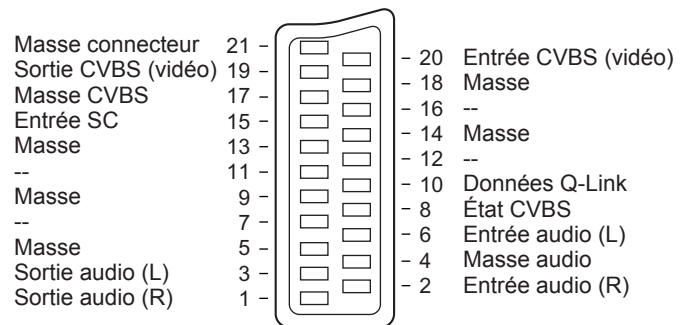 Masse connecteur 21
Sortie CVBS (vidéo) 19
Masse CVBS 17
Entrée SC 15
Masse 13
-- 11
Masse 9
-- 7
Masse 5
Sortie audio (L) 3
Sortie audio (R) 1
20 Entrée CVBS (vidéo)
18 Masse
16 --
14 Masse
12 --
10 Données Q-Link
8 État CVBS
6 Entrée audio (L)
4 Masse audio
2 Entrée audio (R)